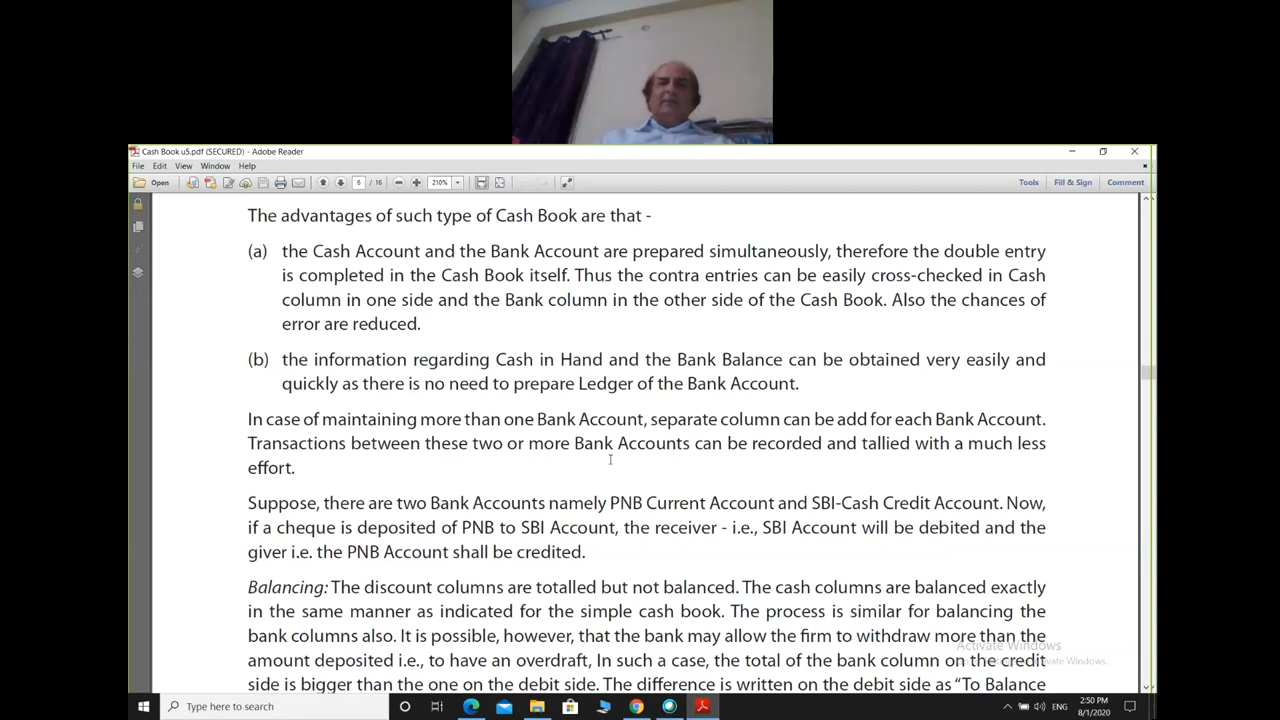 Cash Book u5.pdf (SECURED) - Adobe Reader
File Edit View Window Help
Open 6 / 16 210% Tools Fill & Sign Comment
The advantages of such type of Cash Book are that -
(a) the Cash Account and the Bank Account are prepared simultaneously, therefore the double entry
is completed in the Cash Book itself. Thus the contra entries can be easily cross-checked in Cash
column in one side and the Bank column in the other side of the Cash Book. Also the chances of
error are reduced.
(b) the information regarding Cash in Hand and the Bank Balance can be obtained very easily and
quickly as there is no need to prepare Ledger of the Bank Account.
In case of maintaining more than one Bank Account, separate column can be add for each Bank Account.
Transactions between these two or more Bank Accounts can be recorded and tallied with a much less
effort.
Suppose, there are two Bank Accounts namely PNB Current Account and SBI-Cash Credit Account. Now,
if a cheque is deposited of PNB to SBI Account, the receiver - i.e., SBI Account will be debited and the
giver i.e. the PNB Account shall be credited.
Balancing: The discount columns are totalled but not balanced. The cash columns are balanced exactly
in the same manner as indicated for the simple cash book. The process is similar for balancing the
bank columns also. It is possible, however, that the bank may allow the firm to withdraw more than the
amount deposited i.e., to have an overdraft, In such a case, the total of the bank column on the credit
side is bigger than the one on the debit side. The difference is written on the debit side as “To Balance
Activate Windows
Activate Windows.
Type here to search
ENG
2:50 PM
8/1/2020